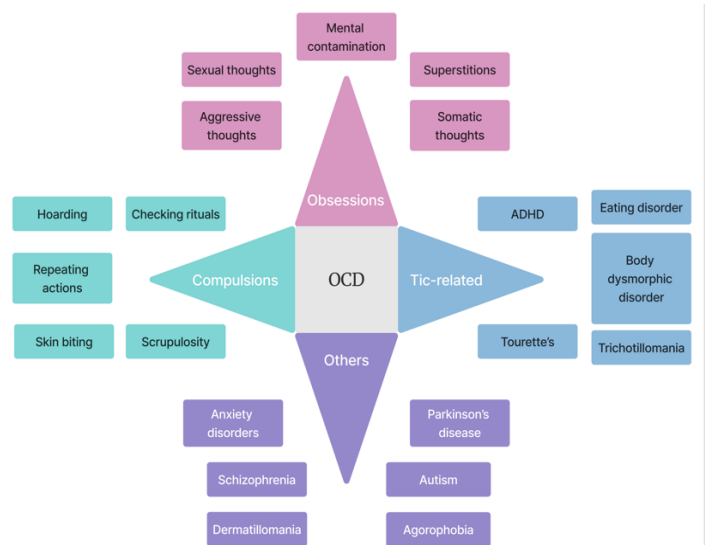 Mental
contamination
Sexual thoughts
Superstitions
Aggressive
thoughts
Somatic
thoughts
Obsessions
Hoarding
Checking rituals
ADHD
Eating disorder
Repeating
actions
Compulsions
OCD
Tic-related
Body
dysmorphic
disorder
Skin biting
Scrupulosity
Tourette's
Trichotillomania
Others
Anxiety
disorders
Parkinson's
disease
Schizophrenia
Autism
Dermatillomania
Agorophobia